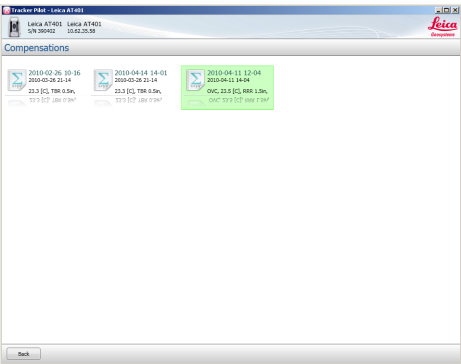 Tracker Pilot - Leica AT401
Leica AT401 Leica AT401
S/N 390402 10.62.35.58
Leica
Geosystems
Compensations
2010-02-26 10-16
2010-03-26 21-14
23.3 [C], TBR 0.5in,
2010-04-14 14-01
2010-03-26 21-14
23.3 [C], TBR 0.5in,
2010-04-11 12-04
2010-04-11 14-04
OVC, 23.5 [C], RRR 1.5in,
Back